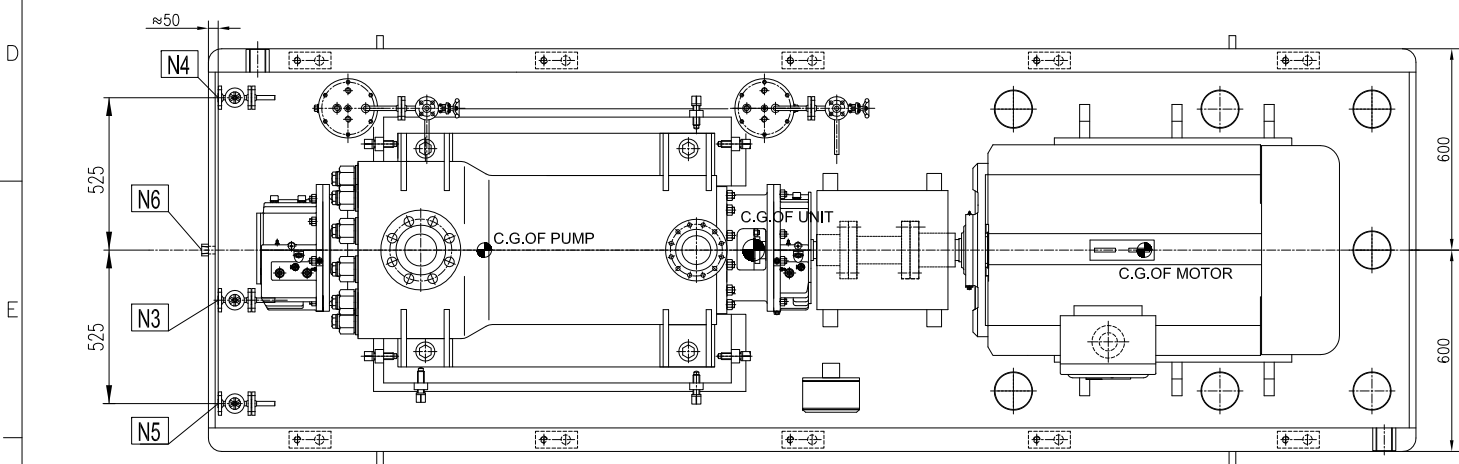 ≈50
D
N4
525
600
N6
C.G.OF UNIT
C.G.OF PUMP
C.G.OF MOTOR
E
N3
525
600
N5